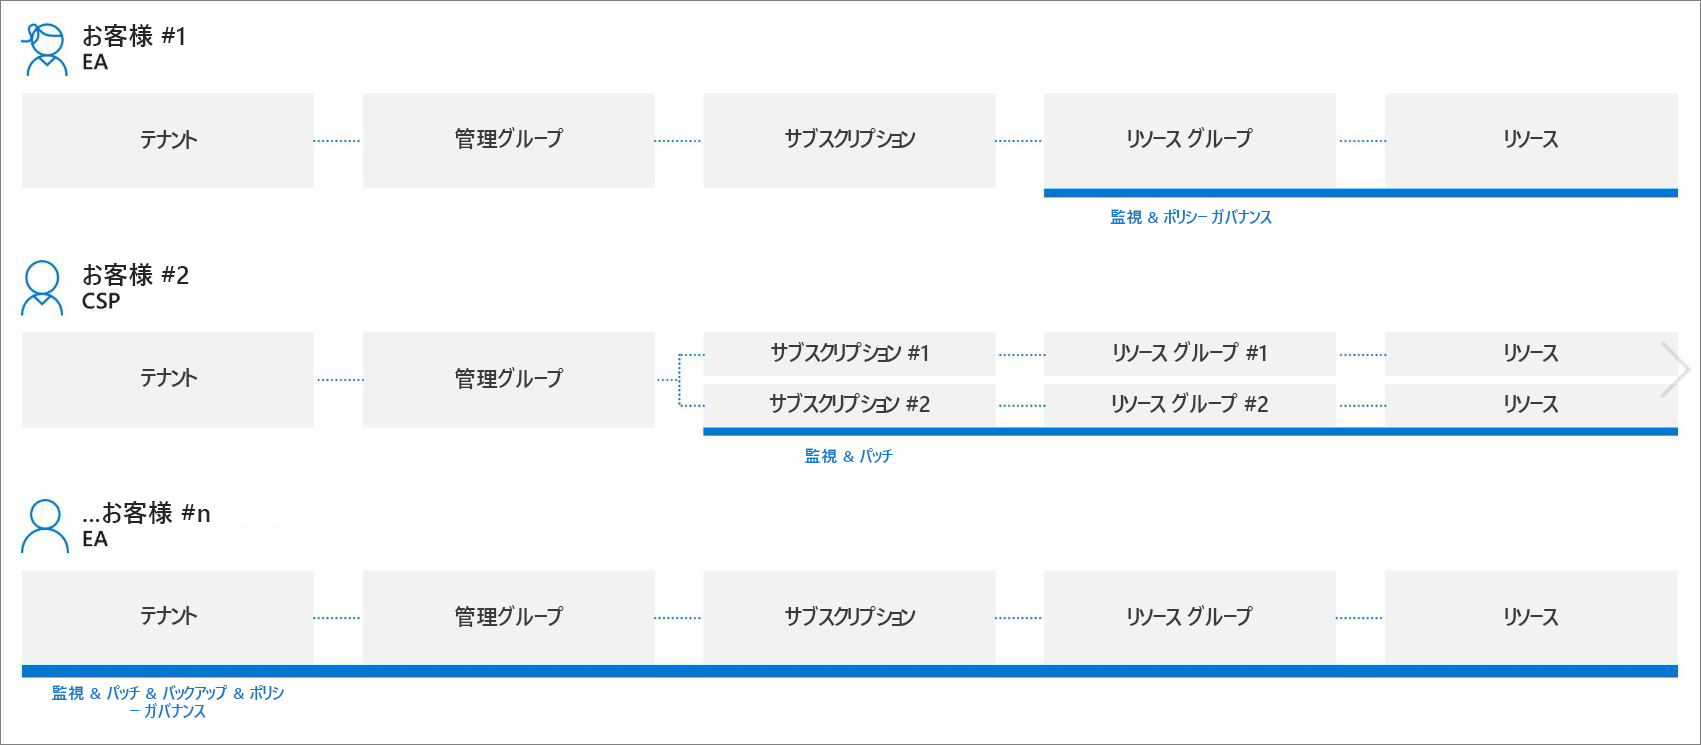 お客様 #1
EA
テナント
管理グループ
サブスクリプション
リソース グループ
リソース
監視 & ポリシー ガバナンス
お客様 #2
CSP
テナント
管理グループ
サブスクリプション #1
リソース グループ #1
リソース
サブスクリプション #2
リソース グループ #2
リソース
監視 & パッチ
...お客様 #n
EA
テナント
管理グループ
サブスクリプション
リソース グループ
リソース
監視 & パッチ & バックアップ & ポリシ
ー ガバナンス